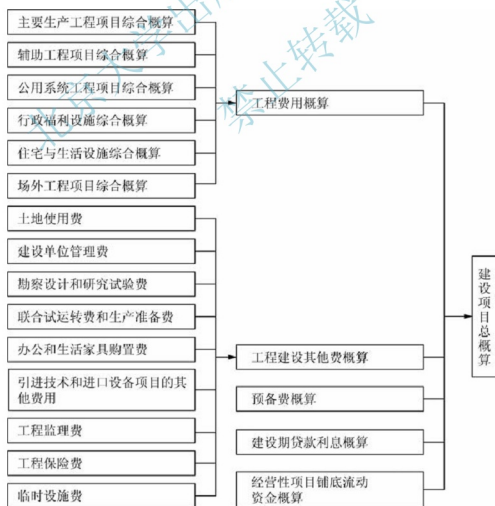 主要生产工程项目综合概算
辅助工程项目综合概算
公用系统工程项目综合概算
行政福利设施综合概算
住宅与生活设施综合概算
场外工程项目综合概算
土地使用费
建设单位管理费
勘察设计和研究试验费
联合试运转费和生产准备费
办公和生活家具购置费
引进技术和进口设备项目的其
他费用
工程监理费
工程保险费
临时设施费
工程费用概算
工程建设其他费概算
预备费概算
建设期贷款利息概算
经营性项目铺底流动
资金概算
建设项目总概算
北京大学出
禁止转载